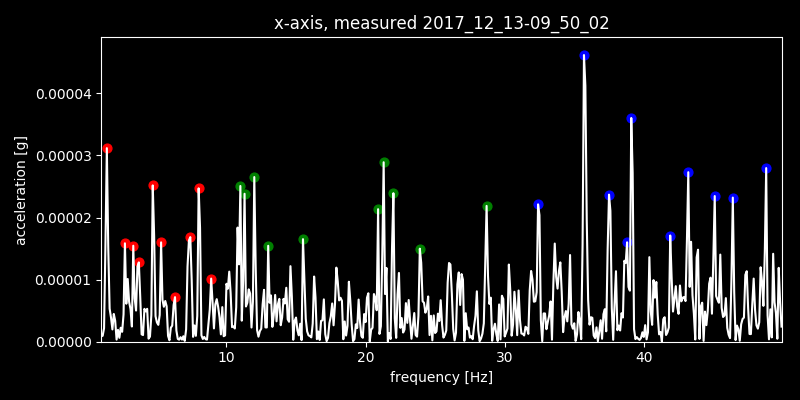 x-axis, measured 2017_12_13-09_50_02
acceleration [g]
0.00004
0.00003
0.00002
0.00001
0.00000
10 20 30 40
frequency [Hz]